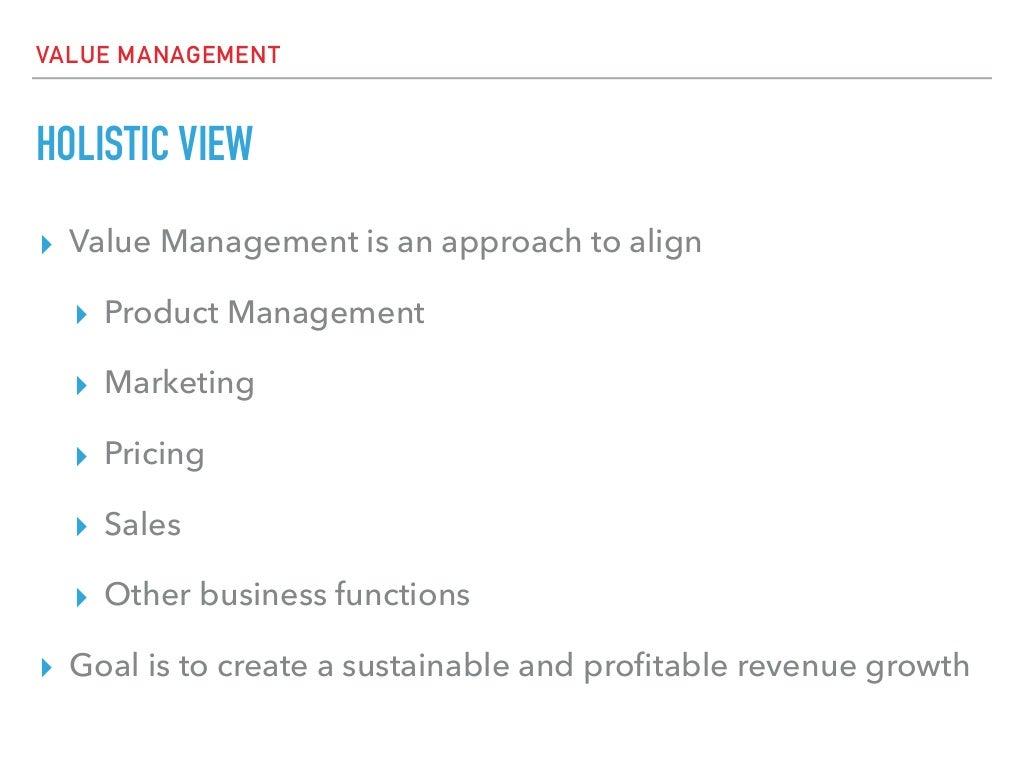 VALUE MANAGEMENT
HOLISTIC VIEW
Value Management is an approach to align
Product Management
Marketing
Pricing
Sales
Other business functions
Goal is to create a sustainable and profitable revenue growth